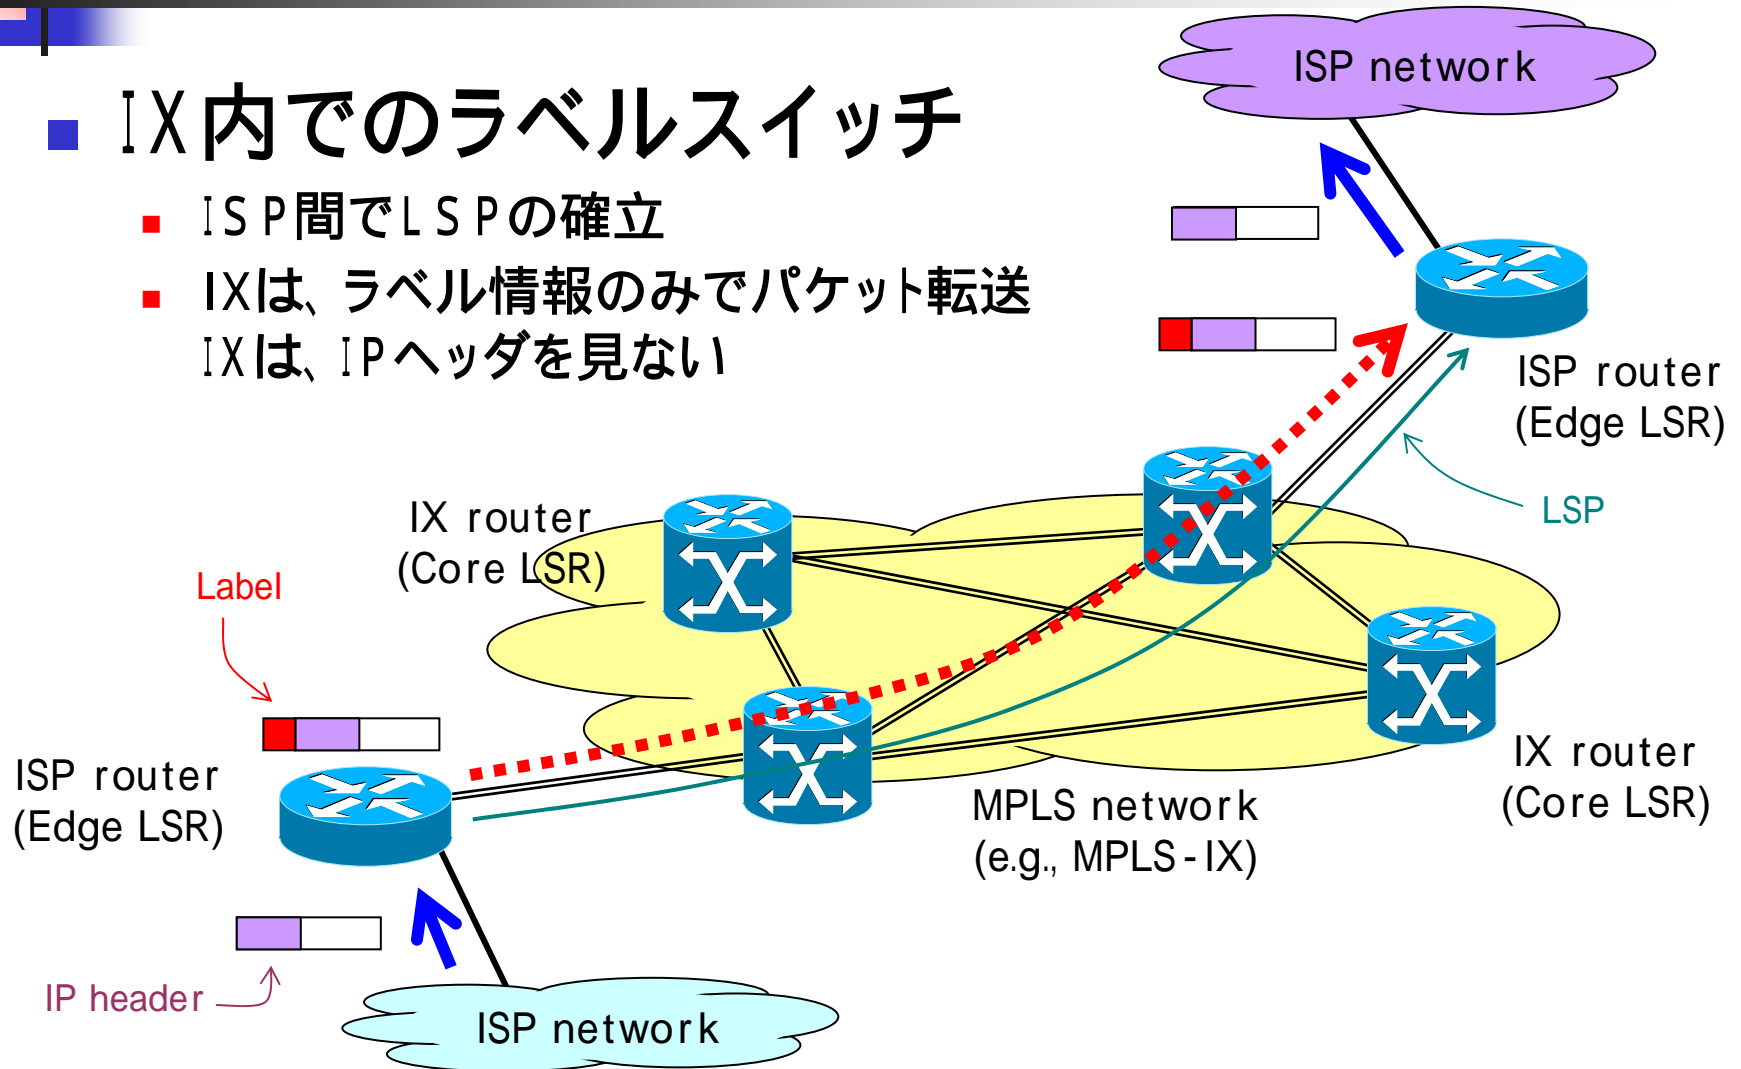 IX内でのラベルスイッチ
ISP間でLSPの確立
IXは、ラベル情報のみでパケット転送
IXは、IPヘッダを見ない
ISP network
ISP router
(Edge LSR)
LSP
IX router
(Core LSR)
Label
ISP router
(Edge LSR)
MPLS network
(e.g., MPLS-IX)
IX router
(Core LSR)
IP header
ISP network